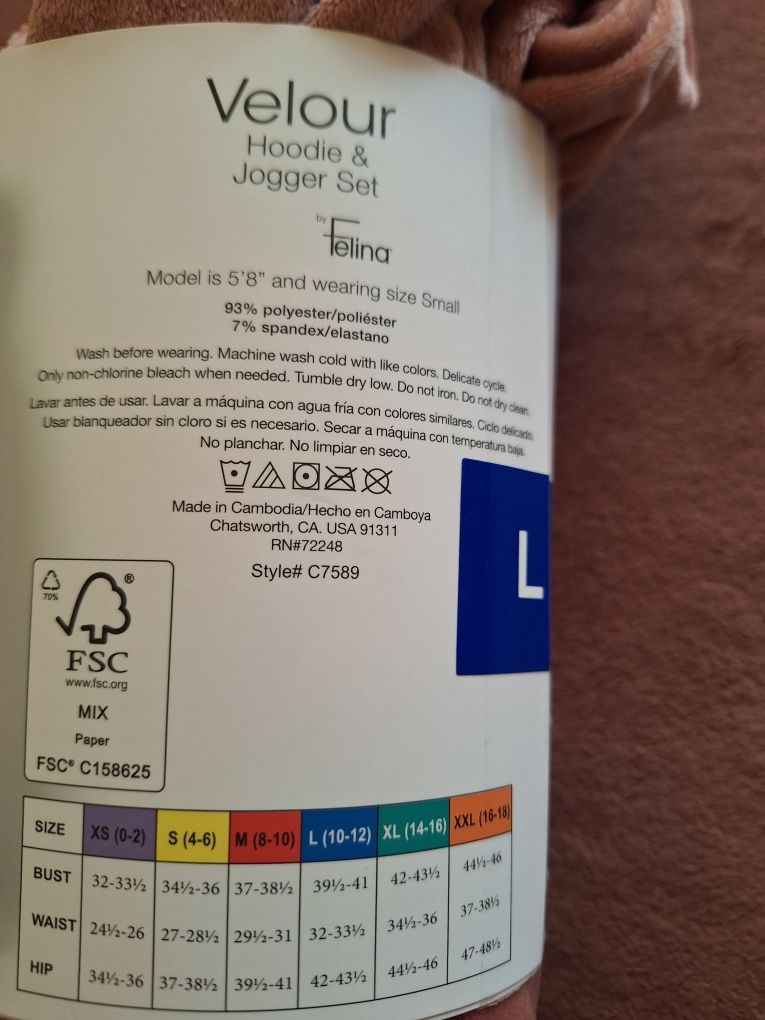 Velour
Hoodie &
Jogger Set
by
Felina
Model is 5'8" and wearing size Small
93% polyester/poliéster
7% spandex/elastano
Wash before wearing. Machine wash cold with like colors. Delicate cycle.
Only non-chlorine bleach when needed. Tumble dry low. Do not iron. Do not dry clean.
Lavar antes de usar. Lavar a máquina con agua fría con colores similares. Ciclo delicado.
Usar blanqueador sin cloro si es necesario. Secar a máquina con temperatura baja.
No planchar. No limpiar en seco.
Made in Cambodia/Hecho en Camboya
Chatsworth, CA. USA 91311
RN#72248
Style# C7589
L
70%
®
FSC
www.fsc.org
MIX
Paper
FSC® C158625
SIZE XS (0-2) S (4-6) M (8-10) L (10-12) XL (14-16) XXL (16-18)
BUST 32-33½ 34½-36 37-38½ 39½-41 42-43½ 44½-46
WAIST 24½-26 27-28½ 29½-31 32-33½ 34½-36 37-38½
HIP 34½-36 37-38½ 39½-41 42-43½ 44½-46 47-48½